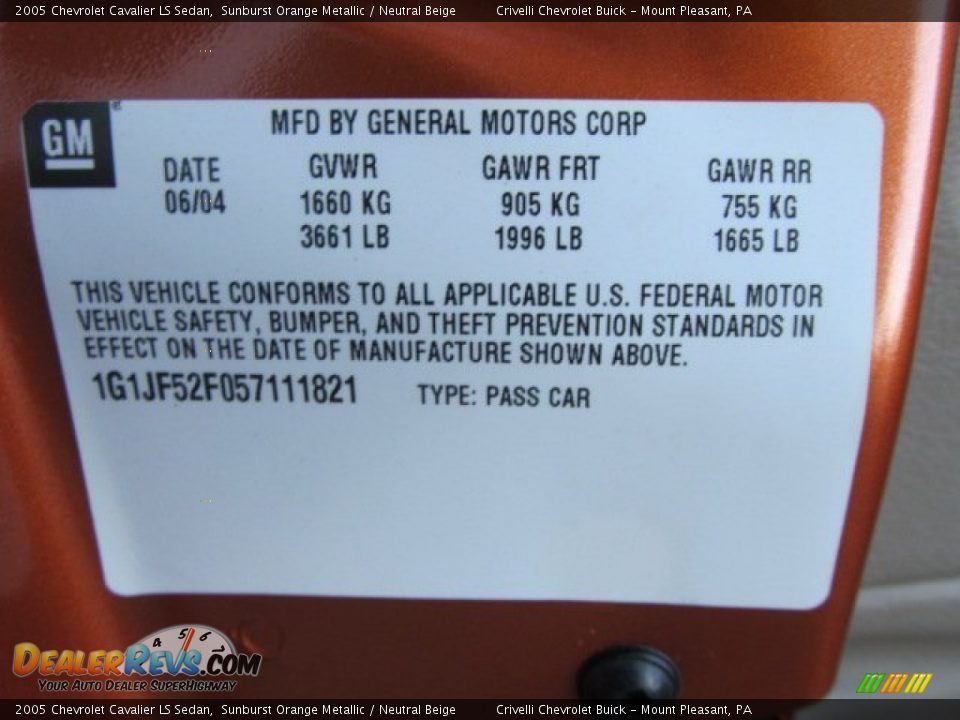 2005 Chevrolet Cavalier LS Sedan, Sunburst Orange Metallic / Neutral Beige Crivelli Chevrolet Buick - Mount Pleasant, PA
GM
MFD BY GENERAL MOTORS CORP
DATE GVWR GAWR FRT GAWR RR
06/04 1660 KG 905 KG 755 KG
3661 LB 1996 LB 1665 LB
THIS VEHICLE CONFORMS TO ALL APPLICABLE U.S. FEDERAL MOTOR
VEHICLE SAFETY, BUMPER, AND THEFT PREVENTION STANDARDS IN
EFFECT ON THE DATE OF MANUFACTURE SHOWN ABOVE.
1G1JF52F057111821 TYPE: PASS CAR
4 5 6 7
DEALERREVS.COM
YOUR AUTO DEALER SUPERHIGHWAY
2005 Chevrolet Cavalier LS Sedan, Sunburst Orange Metallic / Neutral Beige Crivelli Chevrolet Buick - Mount Pleasant, PA